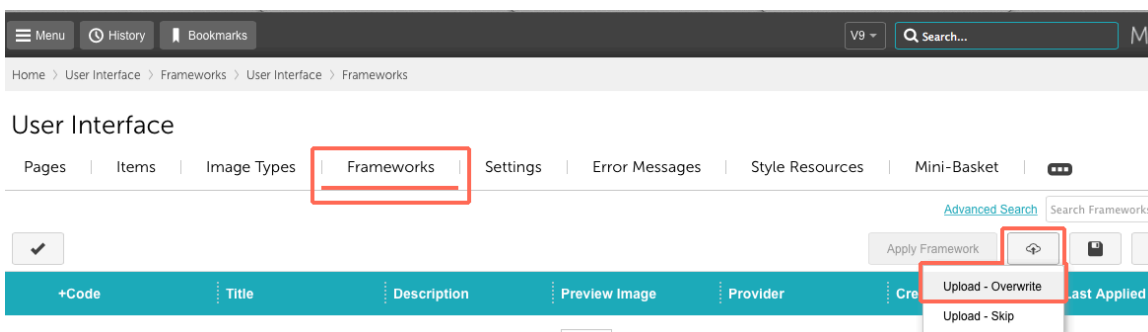 Menu History Bookmarks V9 Search... M
Home > User Interface > Frameworks > User Interface > Frameworks
User Interface
Pages Items Image Types Frameworks Settings Error Messages Style Resources Mini-Basket
Advanced Search Search Frameworks
Apply Framework
+Code Title Description Preview Image Provider Cre Last Applied
Upload - Overwrite
Upload - Skip